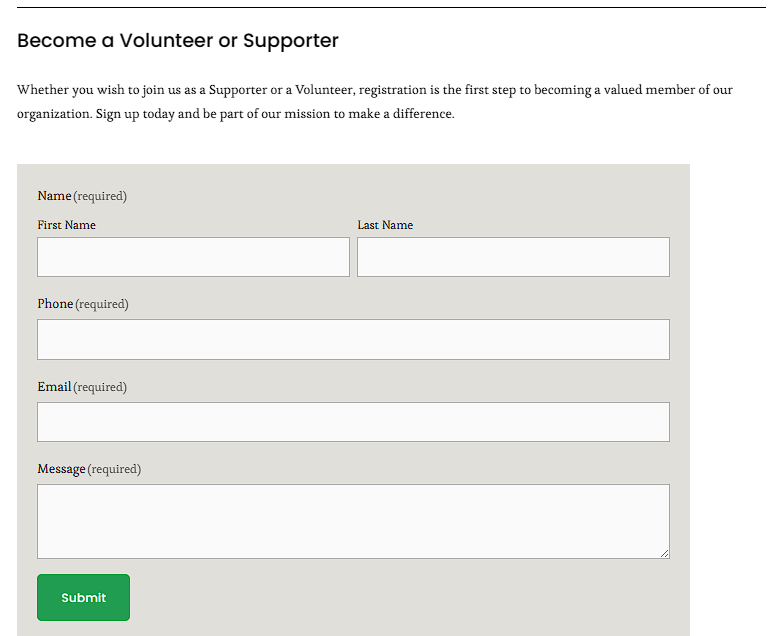 Become a Volunteer or Supporter
Whether you wish to join us as a Supporter or a Volunteer, registration is the first step to becoming a valued member of our
organization. Sign up today and be part of our mission to make a difference.
Name (required)
First Name Last Name
Phone (required)
Email (required)
Message (required)
Submit